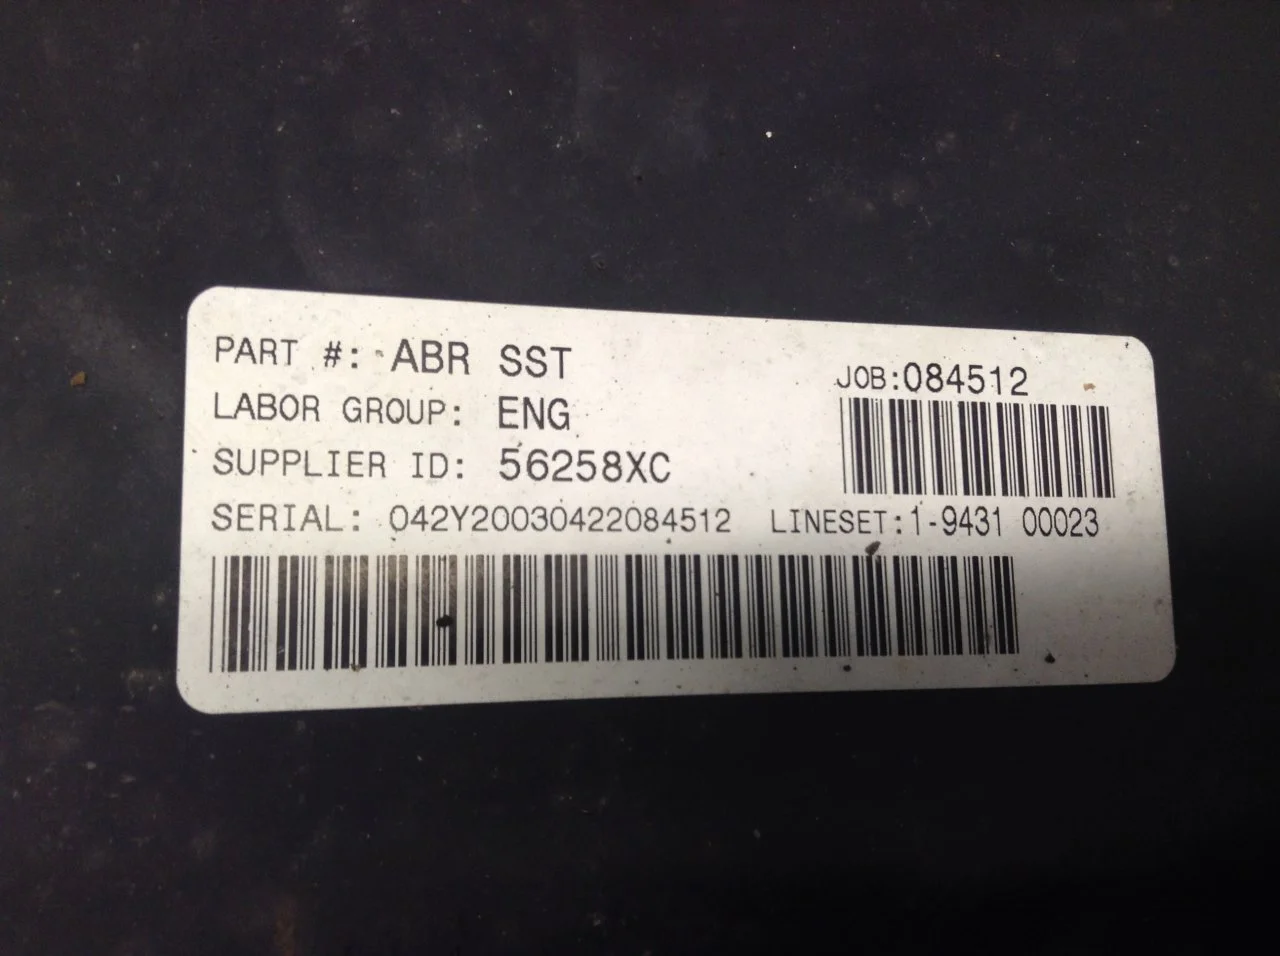 PART #: ABR SST
LABOR GROUP: ENG
SUPPLIER ID: 56258XC
JOB:084512
SERIAL: 042Y20030422084512 LINESET:1-9431 00023